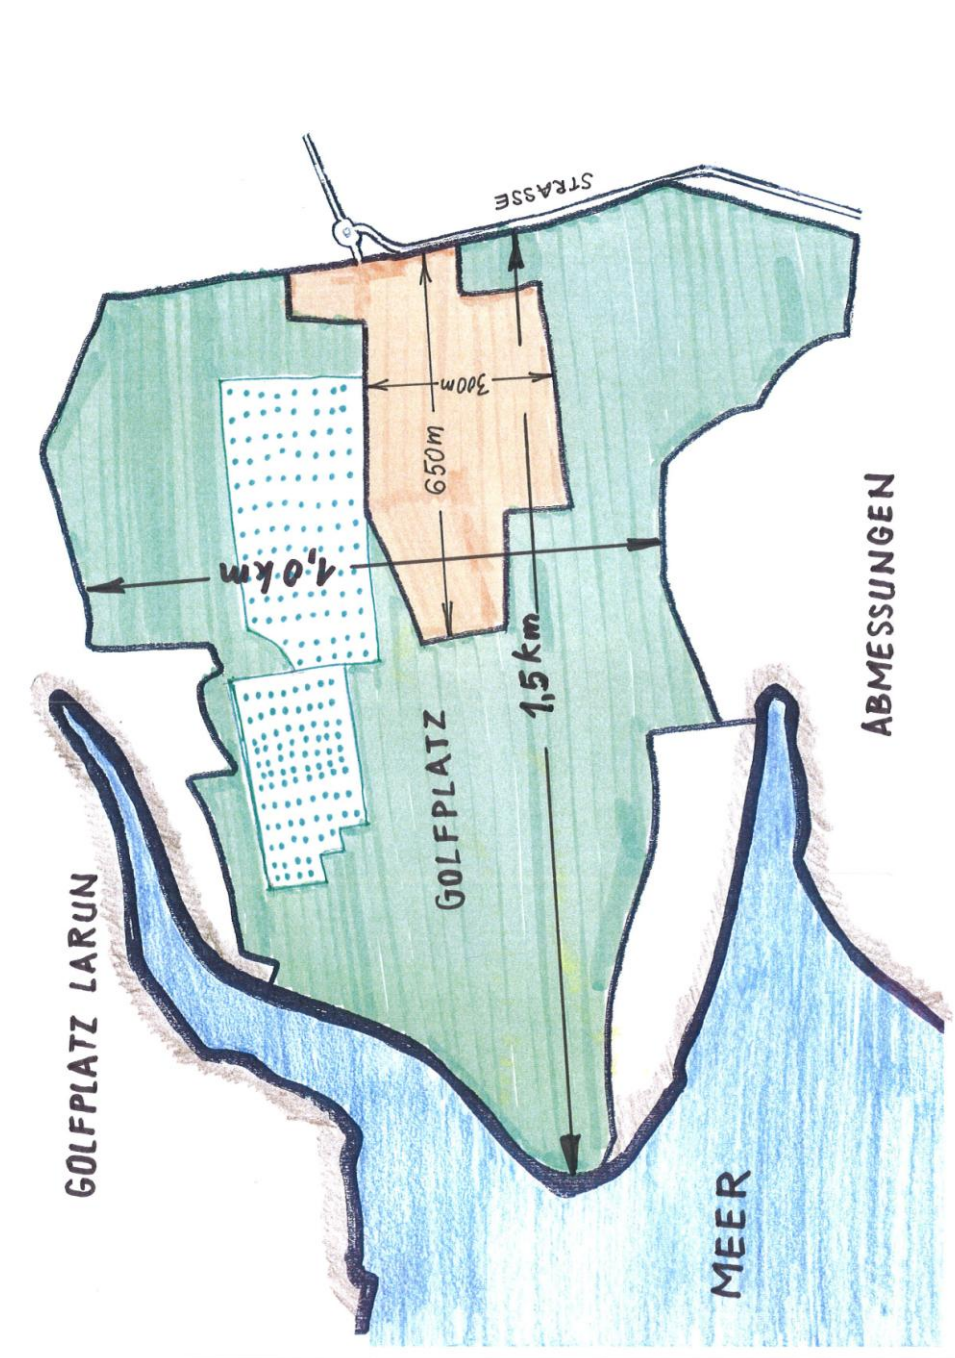 GOLFPLATZ LARUN
STRASSE
300m
650m
1,0 km
1,5 km
GOLFPLATZ
MEER
ABMESSUNGEN